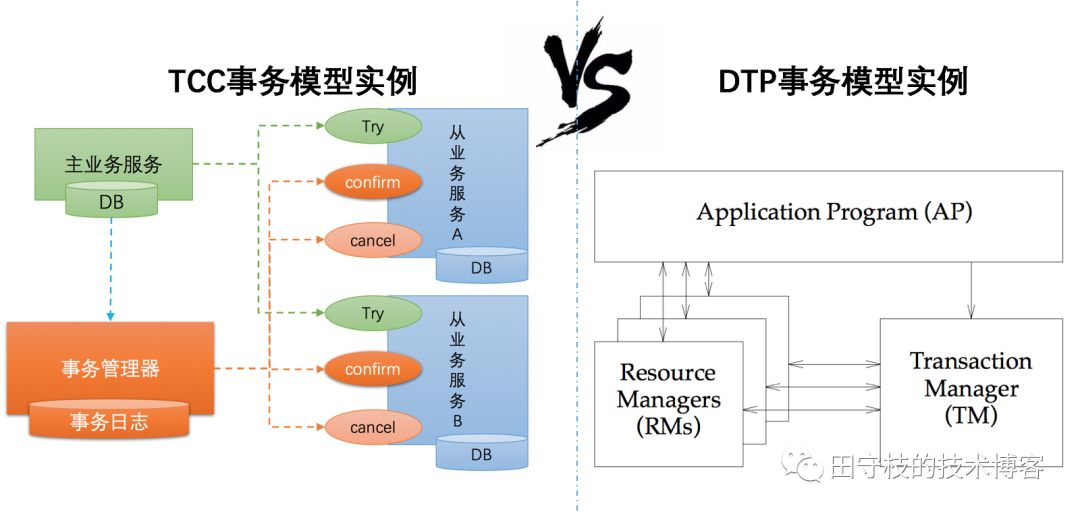 TCC事务模型实例
VS
DTP事务模型实例
主业务服务
DB
Try
confirm
cancel
从业务服务A
DB
事务管理器
事务日志
Try
confirm
cancel
从业务服务B
DB
Application Program (AP)
Resource
Managers
(RMs)
Transaction
Manager
(TM)
田守枝的技术博客